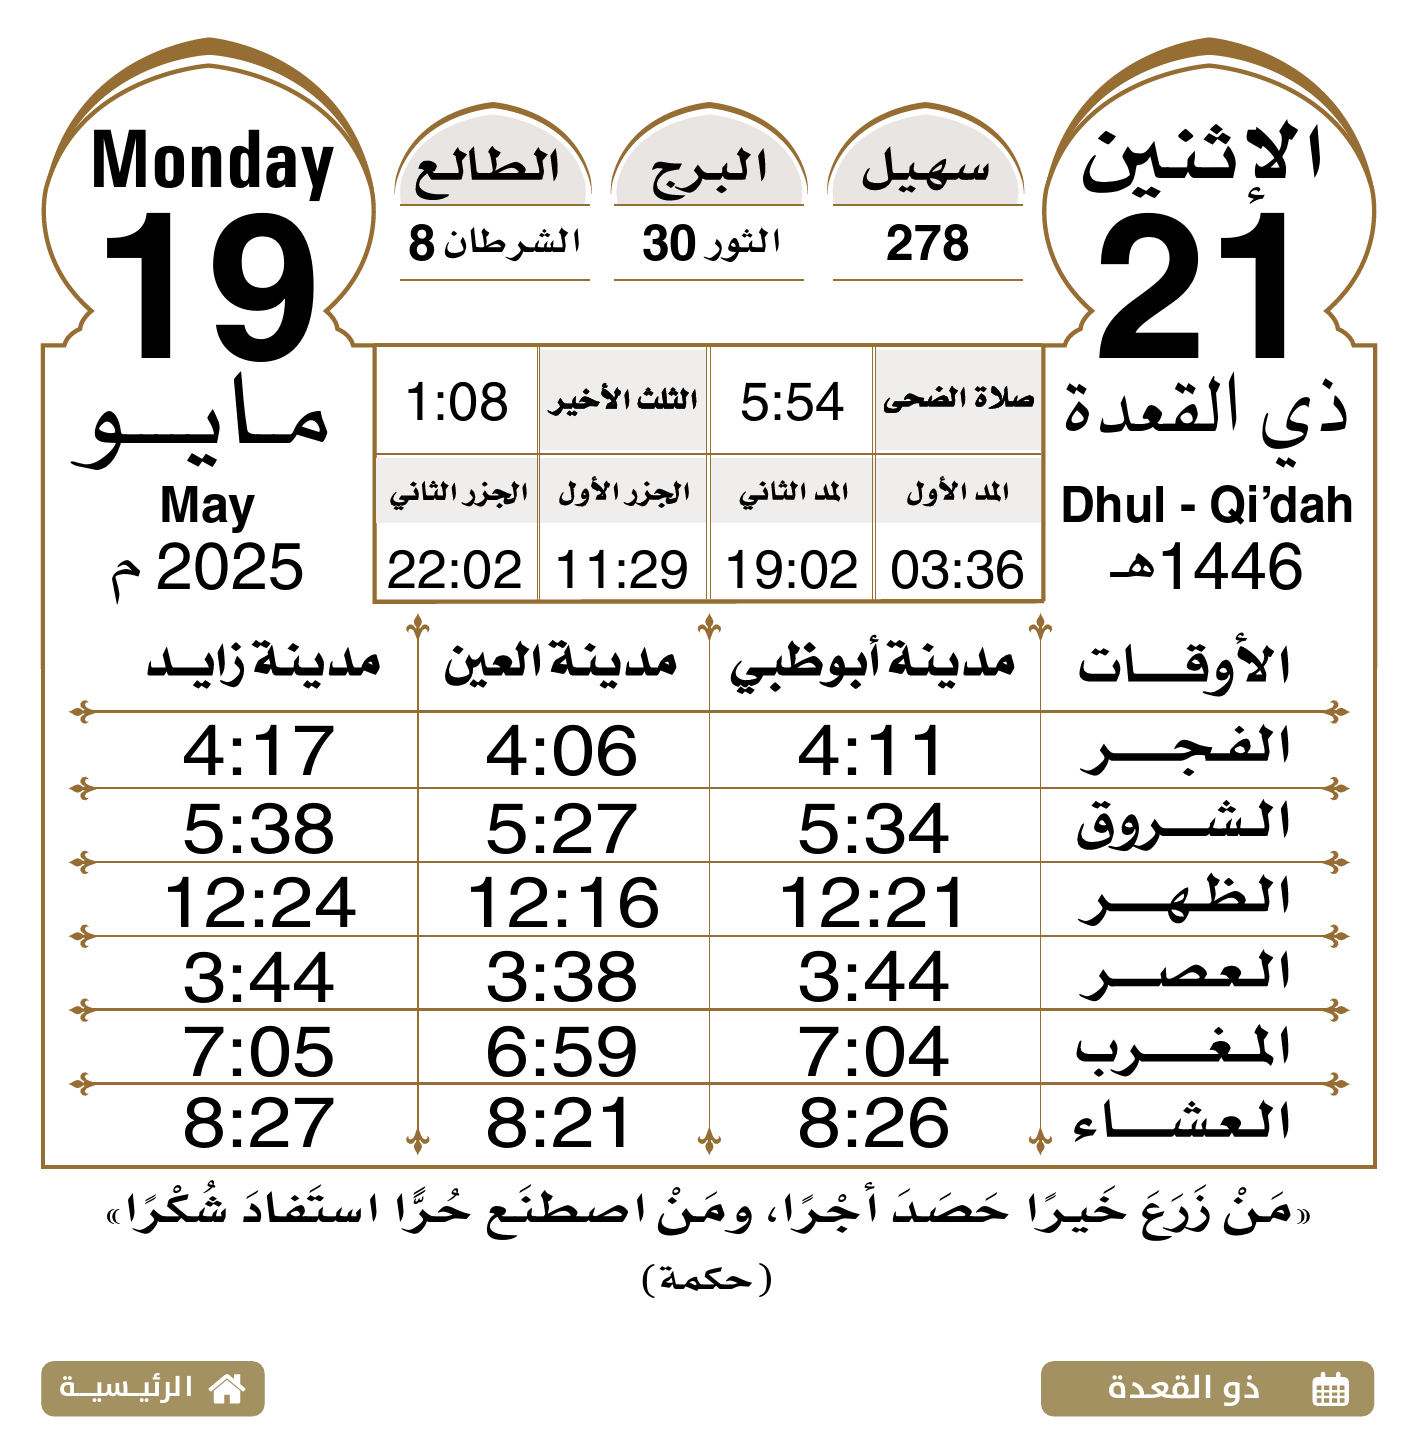 الإثنين
21
ذي القعدة
Dhul - Qi’dah
1446هـ
سهيل
278
البرج
الثور 30
الطالع
الشرطان 8
Monday
19
مايو
May
2025 م
صلاة الضحى 5:54 الثلث الأخير 1:08
المد الأول المد الثاني الجزر الأول الجزر الثاني
03:36 19:02 11:29 22:02
الأوقات مدينة أبوظبي مدينة العين مدينة زايد
الفجر 4:11 4:06 4:17
الشروق 5:34 5:27 5:38
الظهر 12:21 12:16 12:24
العصر 3:44 3:38 3:44
المغرب 7:04 6:59 7:05
العشاء 8:26 8:21 8:27
«مَنْ زَرَعَ خَيرًا حَصَدَ أجْرًا، ومَنْ اصطنَع حُرًّا استَفادَ شُكْرًا»
(حكمة)
ذو القعدة
الرئيسية